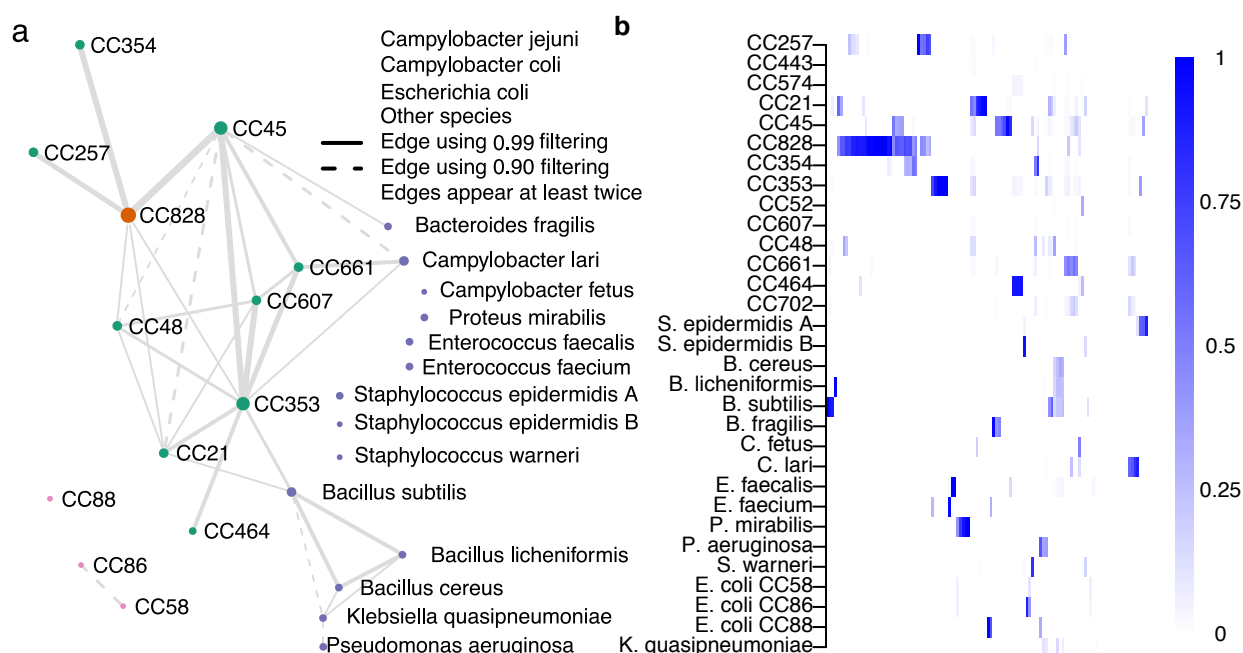 a
CC354
CC45
CC257
CC828
CC661
CC607
CC48
CC353
CC21
CC88
CC464
CC86
CC58
Campylobacter jejuni
Campylobacter coli
Escherichia coli
Other species
Edge using 0.99 filtering
Edge using 0.90 filtering
Edges appear at least twice
Bacteroides fragilis
Campylobacter lari
Campylobacter fetus
Proteus mirabilis
Enterococcus faecalis
Enterococcus faecium
Staphylococcus epidermidis A
Staphylococcus epidermidis B
Staphylococcus warneri
Bacillus subtilis
Bacillus licheniformis
Bacillus cereus
Klebsiella quasipneumoniae
Pseudomonas aeruginosa
b
CC257
CC443
CC574
CC21
CC45
CC828
CC354
CC353
CC52
CC607
CC48
CC661
CC464
CC702
S. epidermidis A
S. epidermidis B
B. cereus
B. licheniformis
B. subtilis
B. fragilis
C. fetus
C. lari
E. faecalis
E. faecium
P. mirabilis
P. aeruginosa
S. warneri
E. coli CC58
E. coli CC86
E. coli CC88
K. quasipneumoniae
1
0.75
0.5
0.25
0